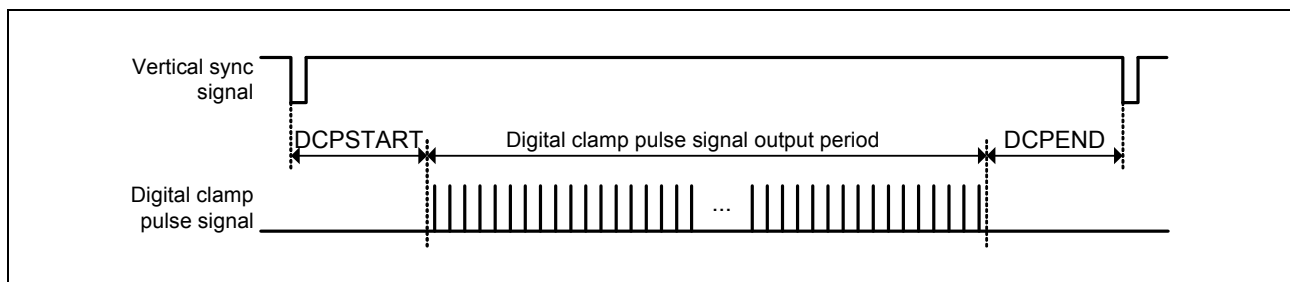 Vertical sync
signal
DCPSTART
Digital clamp pulse signal output period
DCPEND
Digital clamp
pulse signal
...